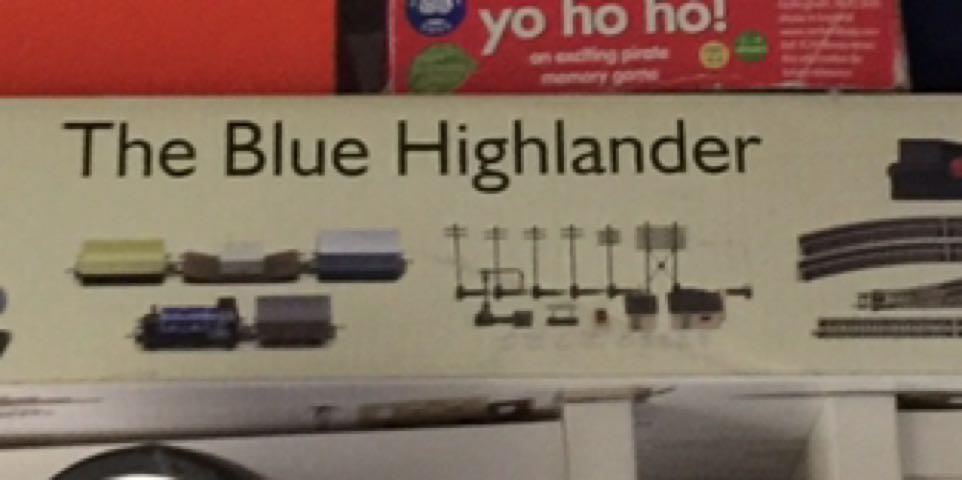 yo ho ho!
an exciting pirate
memory game
The Blue Highlander